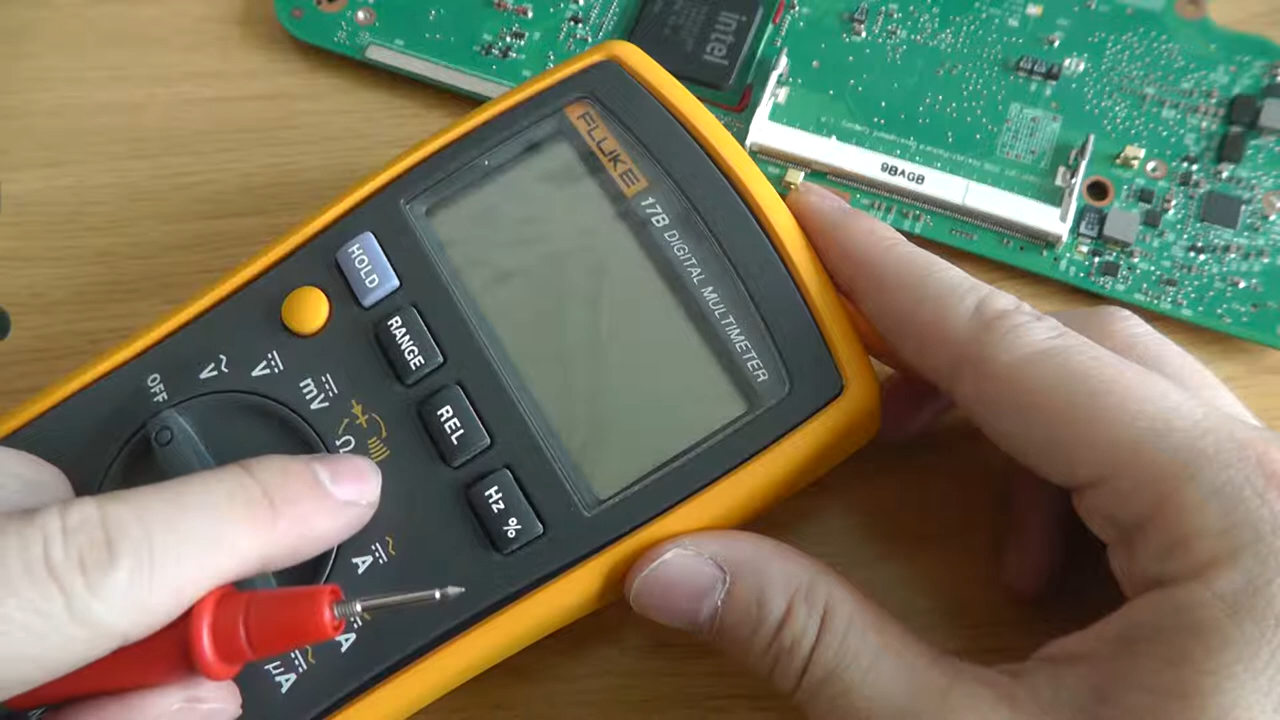 intel
9BAGB
FLUKE
17B DIGITAL MULTIMETER
HOLD
RANGE
REL
Hz %
OFF
V
V
mV
Ω
A
A
µA